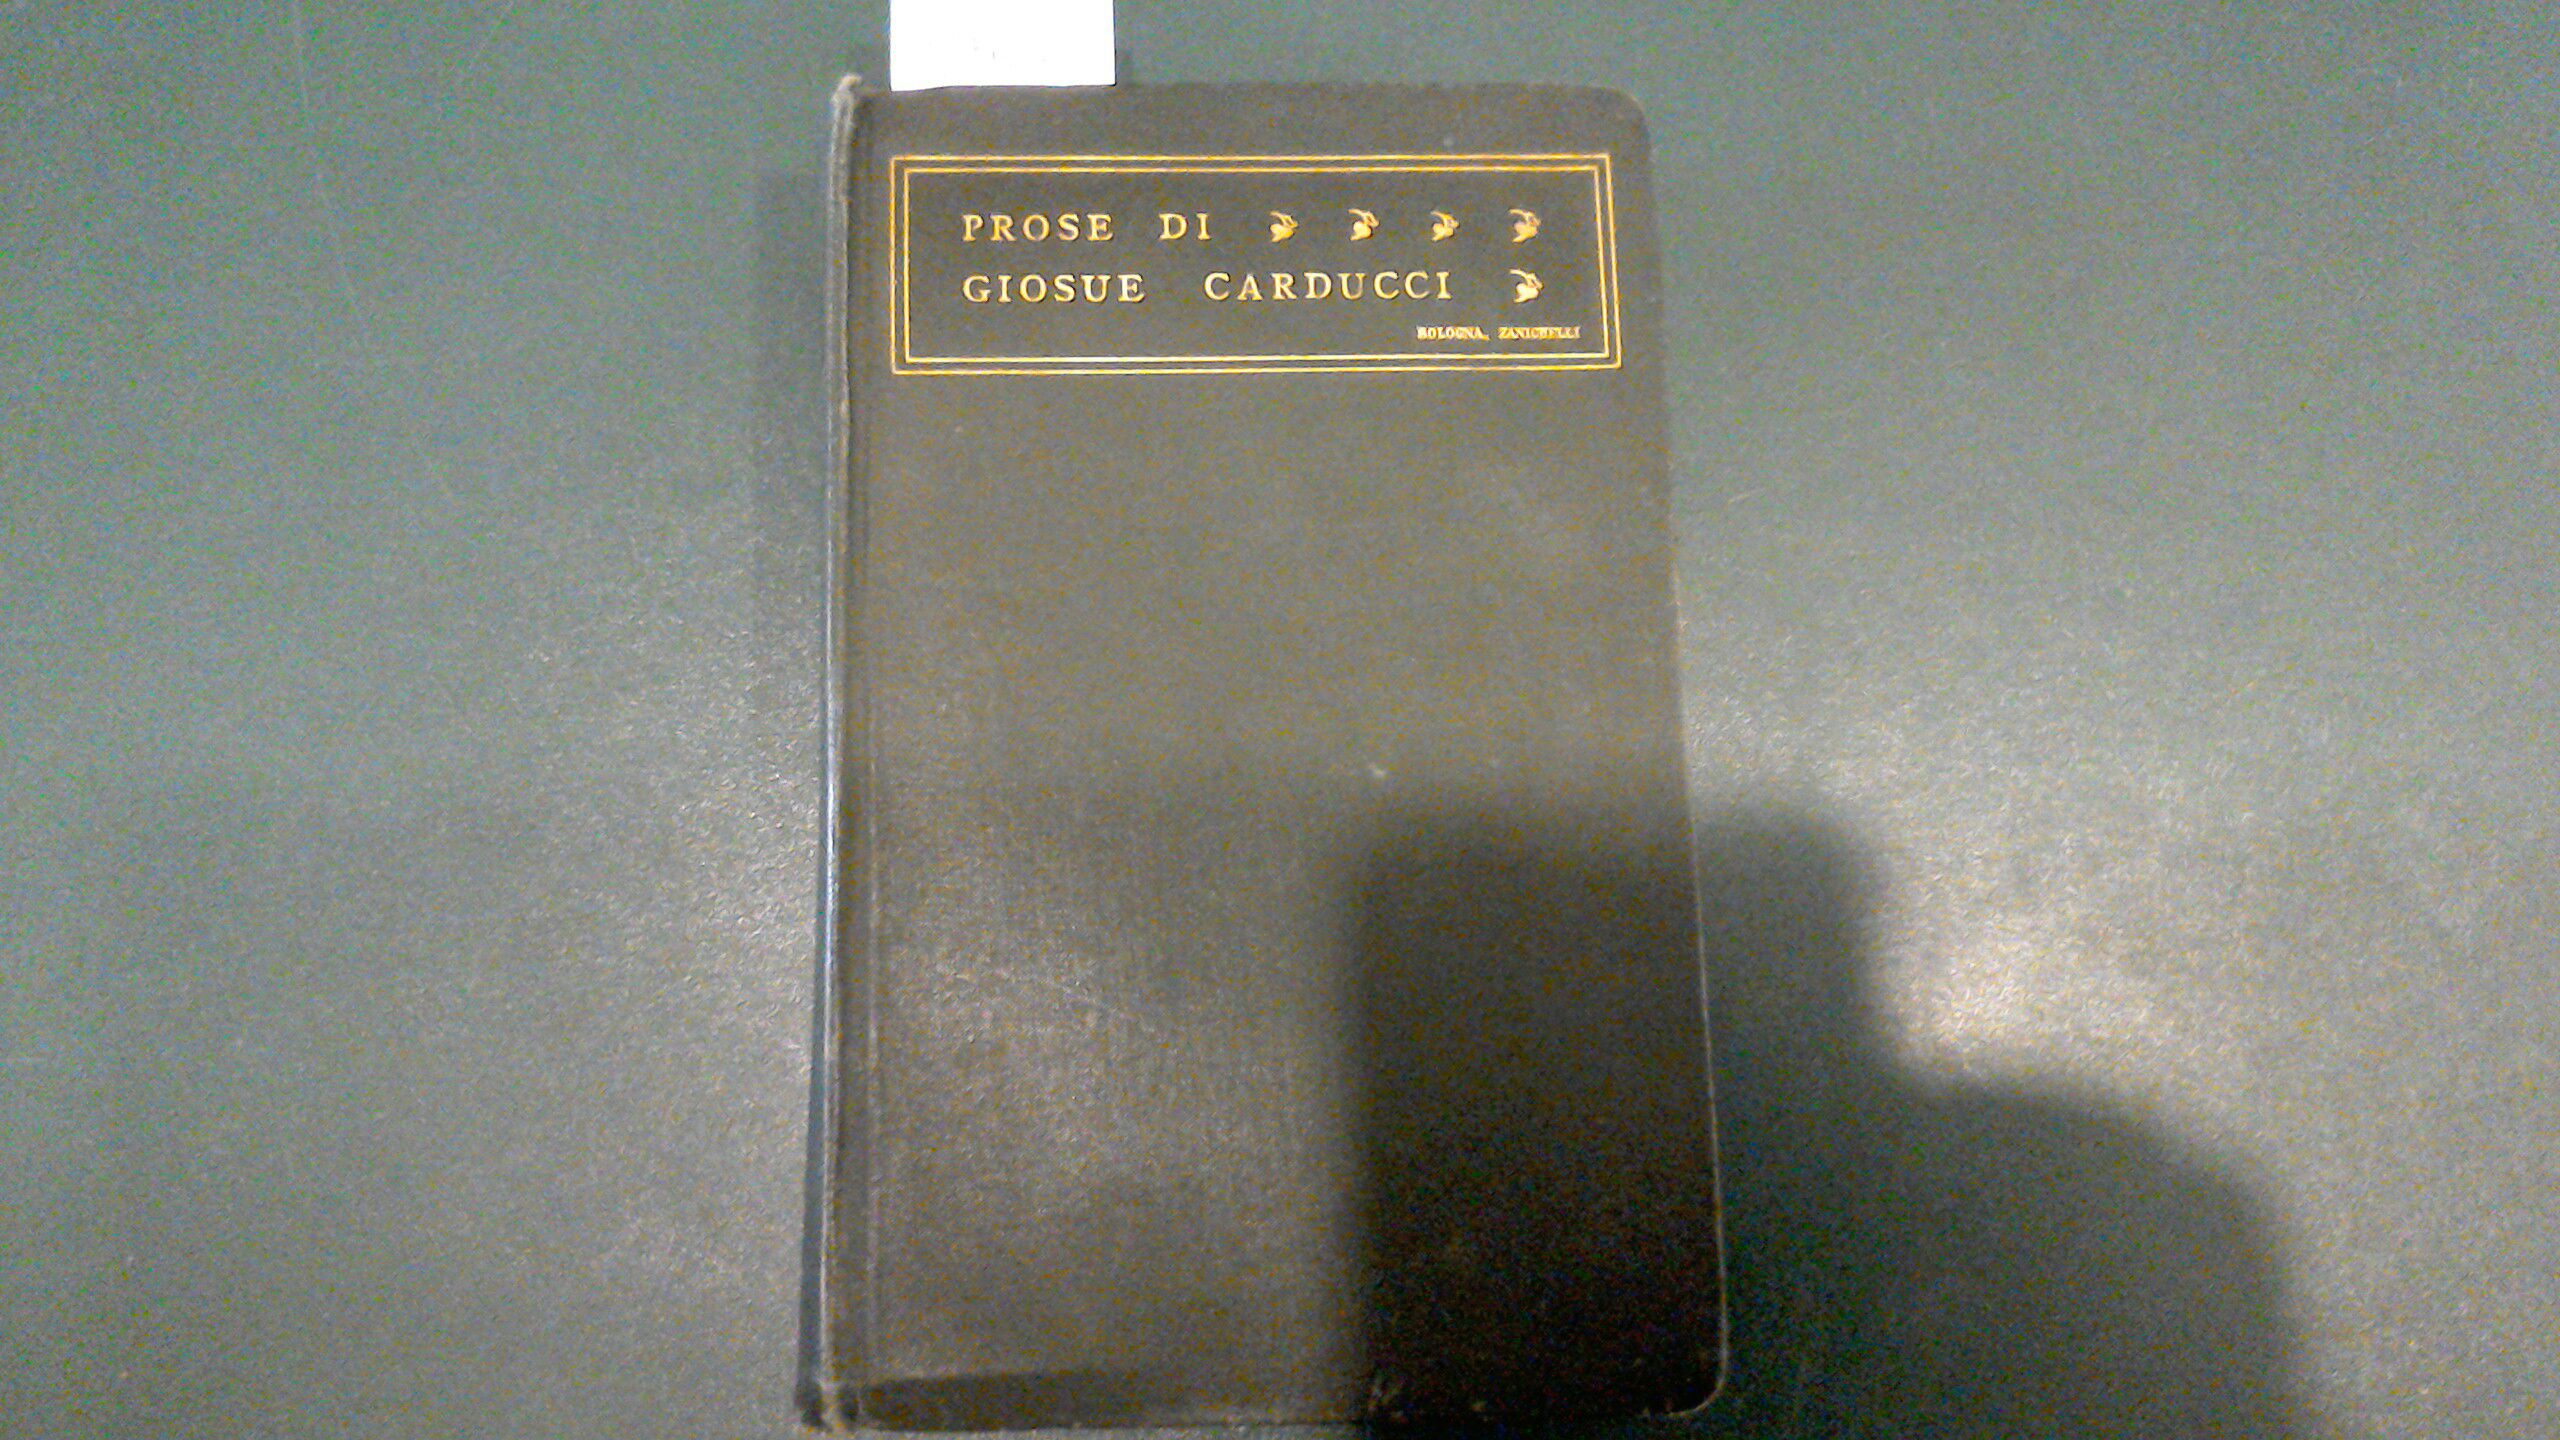 PROSE DI
GIOSUE CARDUCCI
BOLOGNA, ZANICHELLI